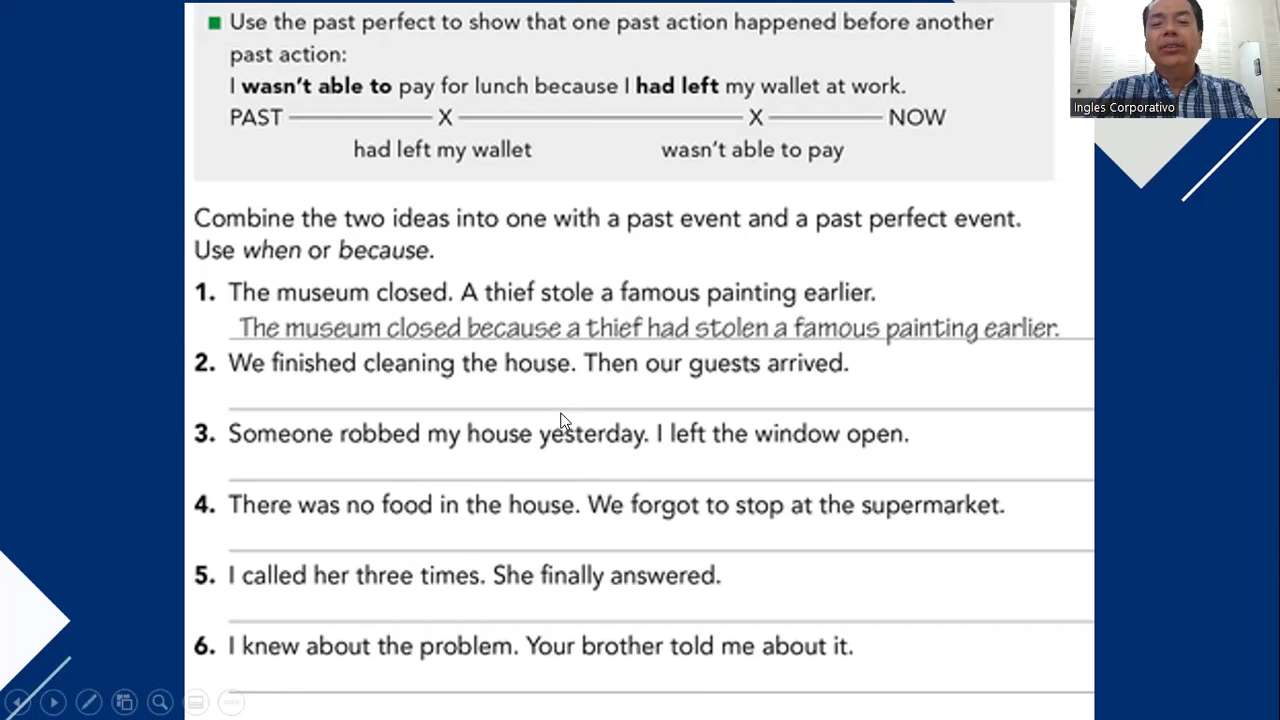 Use the past perfect to show that one past action happened before another
past action:
I wasn't able to pay for lunch because I had left my wallet at work.
PAST X X NOW
had left my wallet wasn't able to pay
Ingles Corporativo
Combine the two ideas into one with a past event and a past perfect event.
Use when or because.
1. The museum closed. A thief stole a famous painting earlier.
The museum closed because a thief had stolen a famous painting earlier.
2. We finished cleaning the house. Then our guests arrived.
3. Someone robbed my house yesterday. I left the window open.
4. There was no food in the house. We forgot to stop at the supermarket.
5. I called her three times. She finally answered.
6. I knew about the problem. Your brother told me about it.